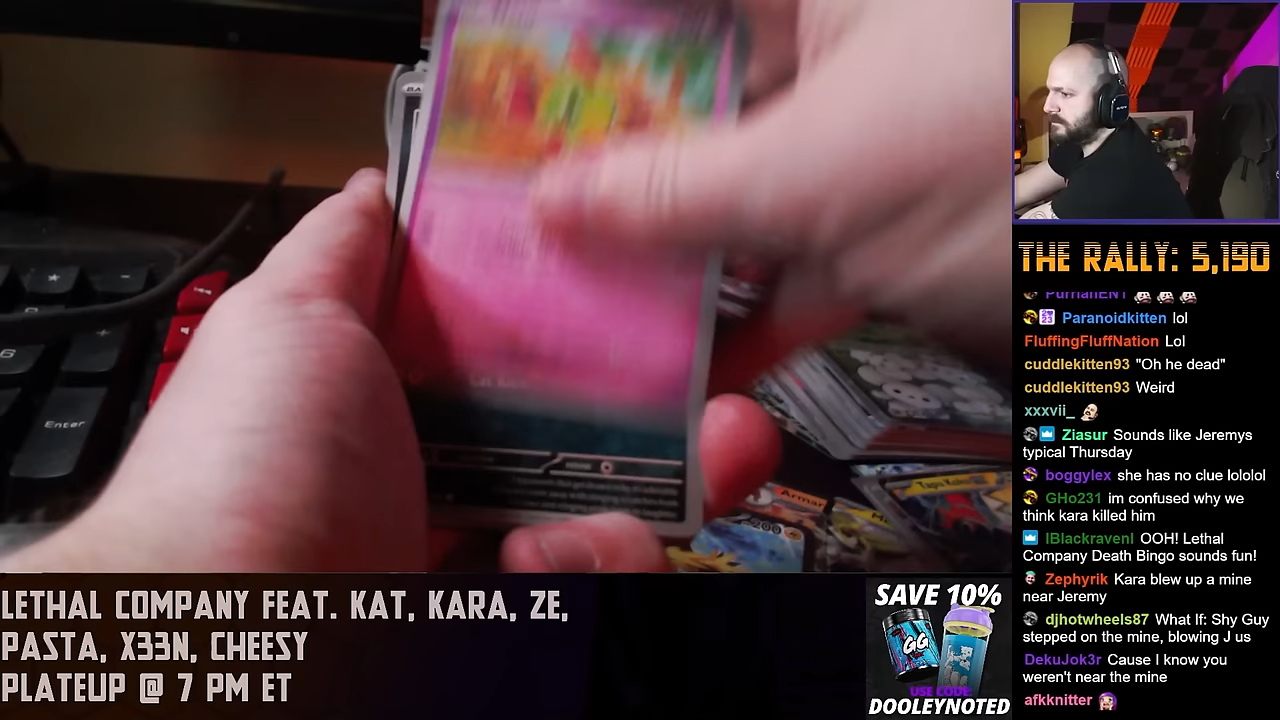 THE RALLY: 5,190
Paranoidkitten lol
FluffingFluffNation Lol
cuddlekitten93 "Oh he dead"
cuddlekitten93 Weird
xxxvii_
Ziasur Sounds like Jeremys
typical Thursday
boggylex she has no clue lololol
GHo231 im confused why we
think kara killed him
IBlackravenI OOH! Lethal
Company Death Bingo sounds fun!
Zephyrik Kara blew up a mine
near Jeremy
djhotwheels87 What If: Shy Guy
stepped on the mine, blowing J us
DekuJok3r Cause I know you
weren't near the mine
afkknitter
Enter
6
200
LETHAL COMPANY FEAT. KAT, KARA, ZE,
PASTA, X33N, CHEESY
PLATEUP @ 7 PM ET
SAVE 10%
GG
USE CODE:
DOOLEYNOTED